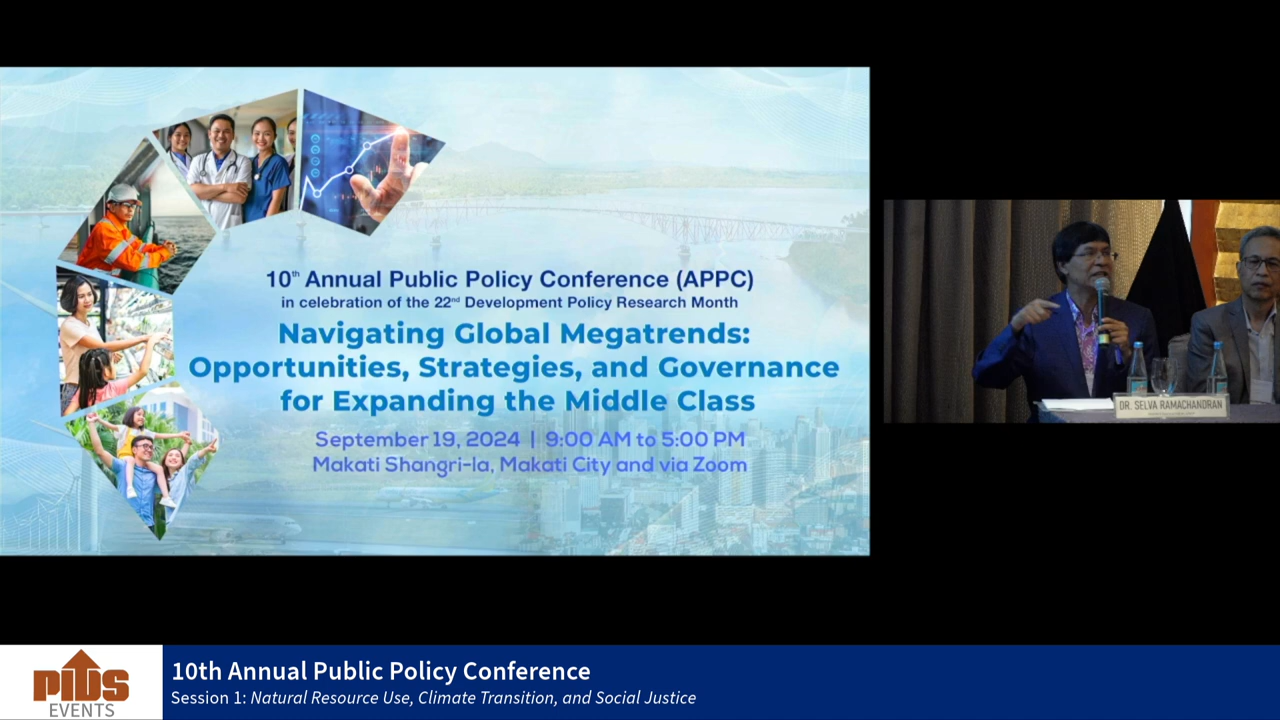 10th Annual Public Policy Conference (APPC)
in celebration of the 22nd Development Policy Research Month
Navigating Global Megatrends:
Opportunities, Strategies, and Governance
for Expanding the Middle Class
September 19, 2024 | 9:00 AM to 5:00 PM
Makati Shangri-la, Makati City and via Zoom
DR. SELVA RAMACHANDRAN
PIDS
EVENTS
10th Annual Public Policy Conference
Session 1: Natural Resource Use, Climate Transition, and Social Justice